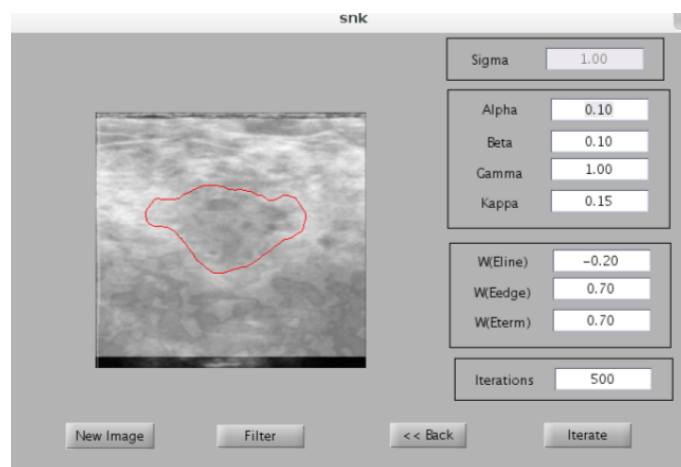 snk
Sigma 1.00
Alpha 0.10
Beta 0.10
Gamma 1.00
Kappa 0.15
W(Eline) −0.20
W(Eedge) 0.70
W(Eterm) 0.70
Iterations 500
New Image Filter << Back Iterate